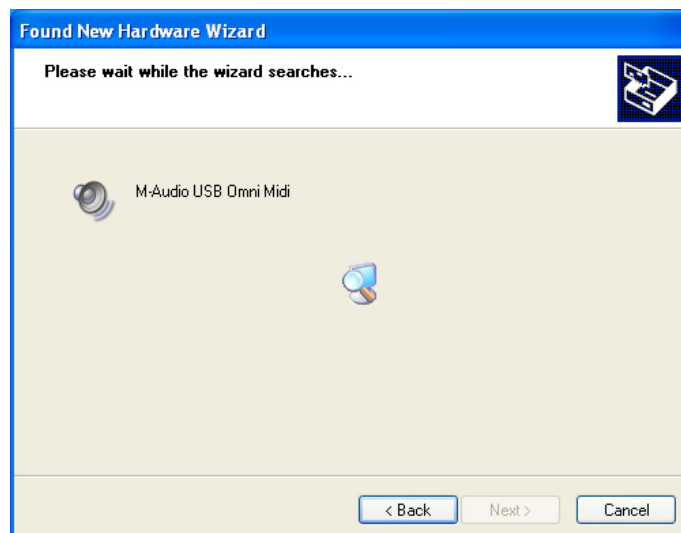 Found New Hardware Wizard
Please wait while the wizard searches...
M-Audio USB Omni Midi
< Back
Next >
Cancel